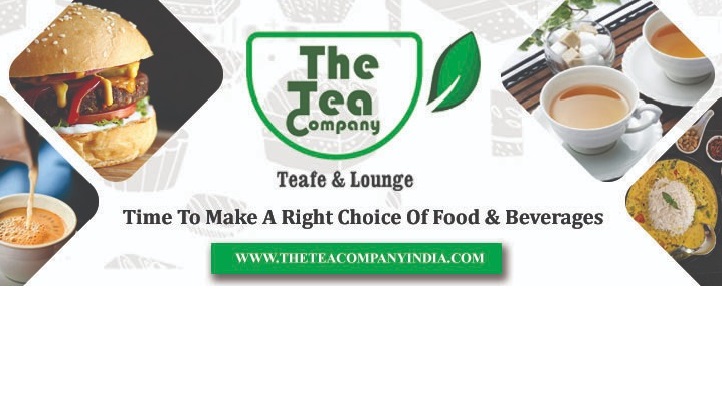 The
Tea
Company
Teafe & Lounge
Time To Make A Right Choice Of Food & Beverages
WWW.THETEACOMPANYINDIA.COM